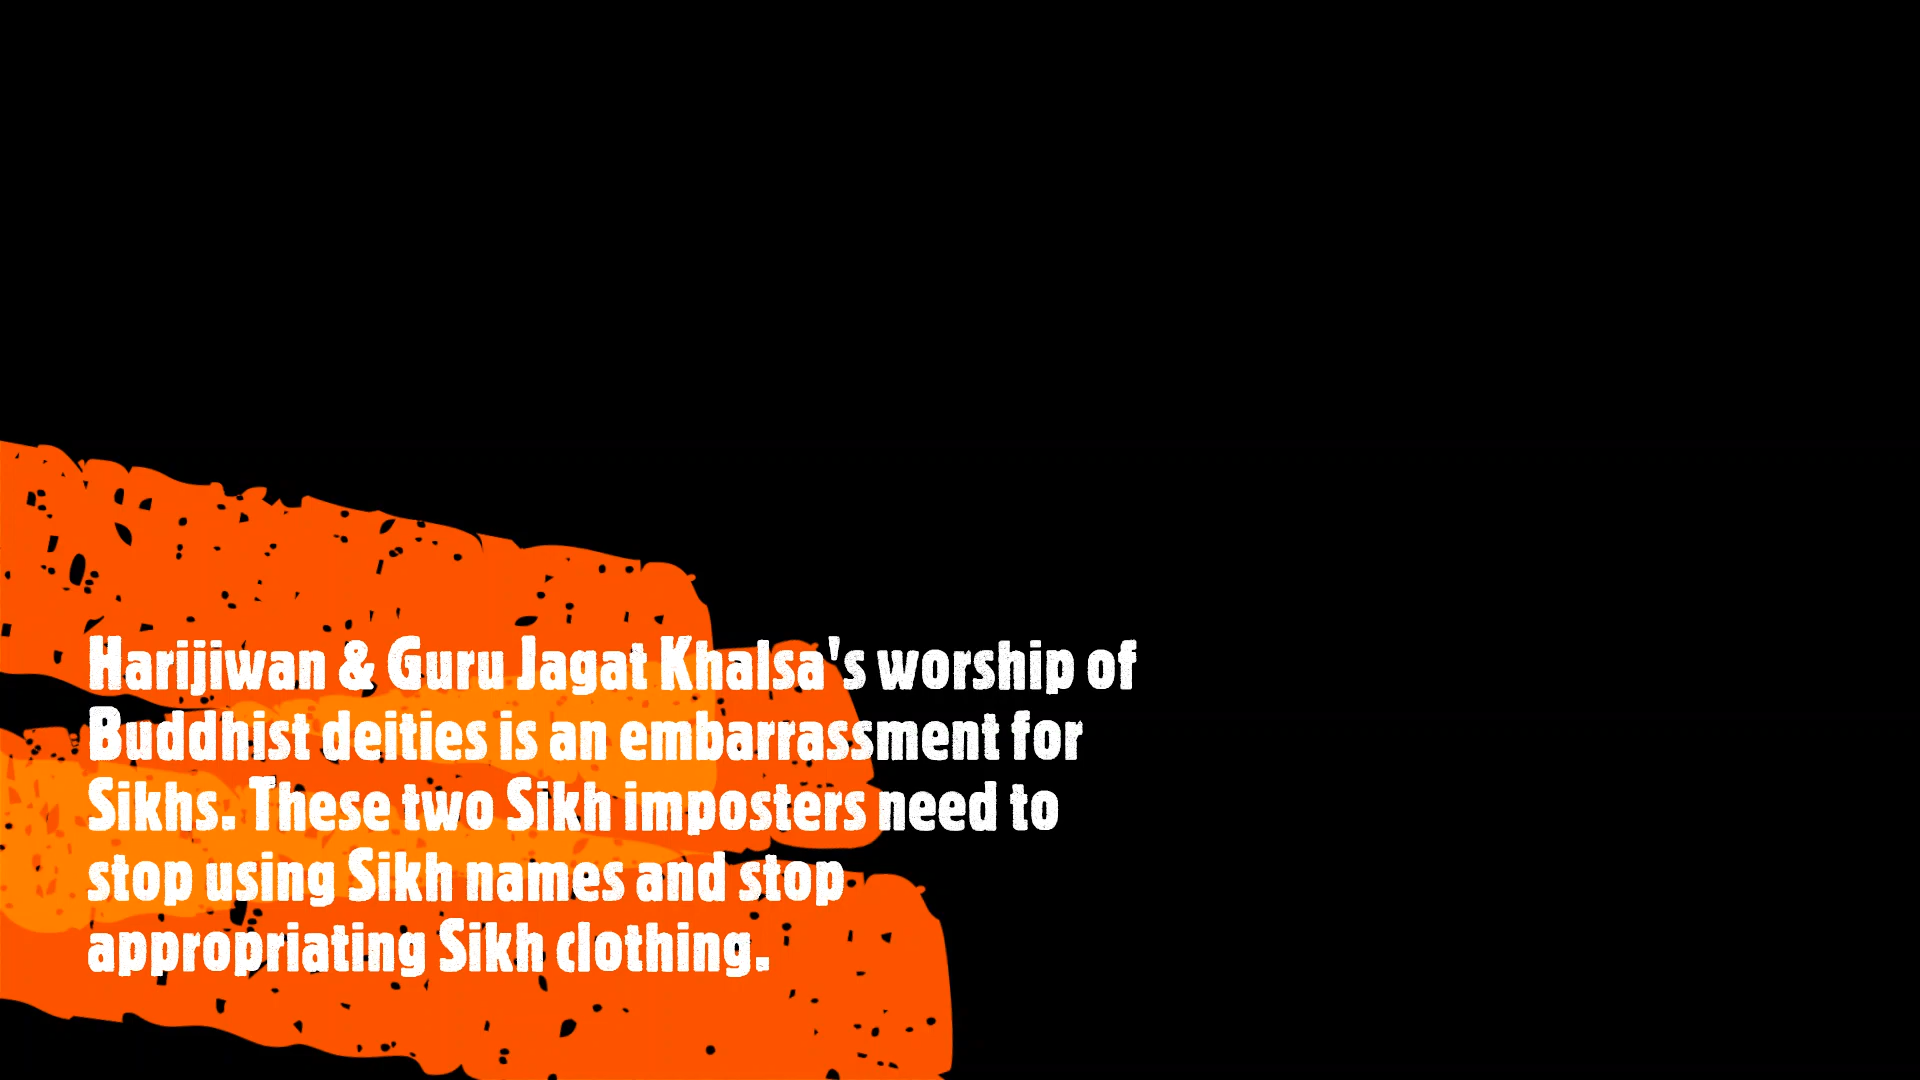 Harijiwan & Guru Jagat Khalsa's worship of
Buddhist deities is an embarrassment for
Sikhs. These two Sikh imposters need to
stop using Sikh names and stop
appropriating Sikh clothing.